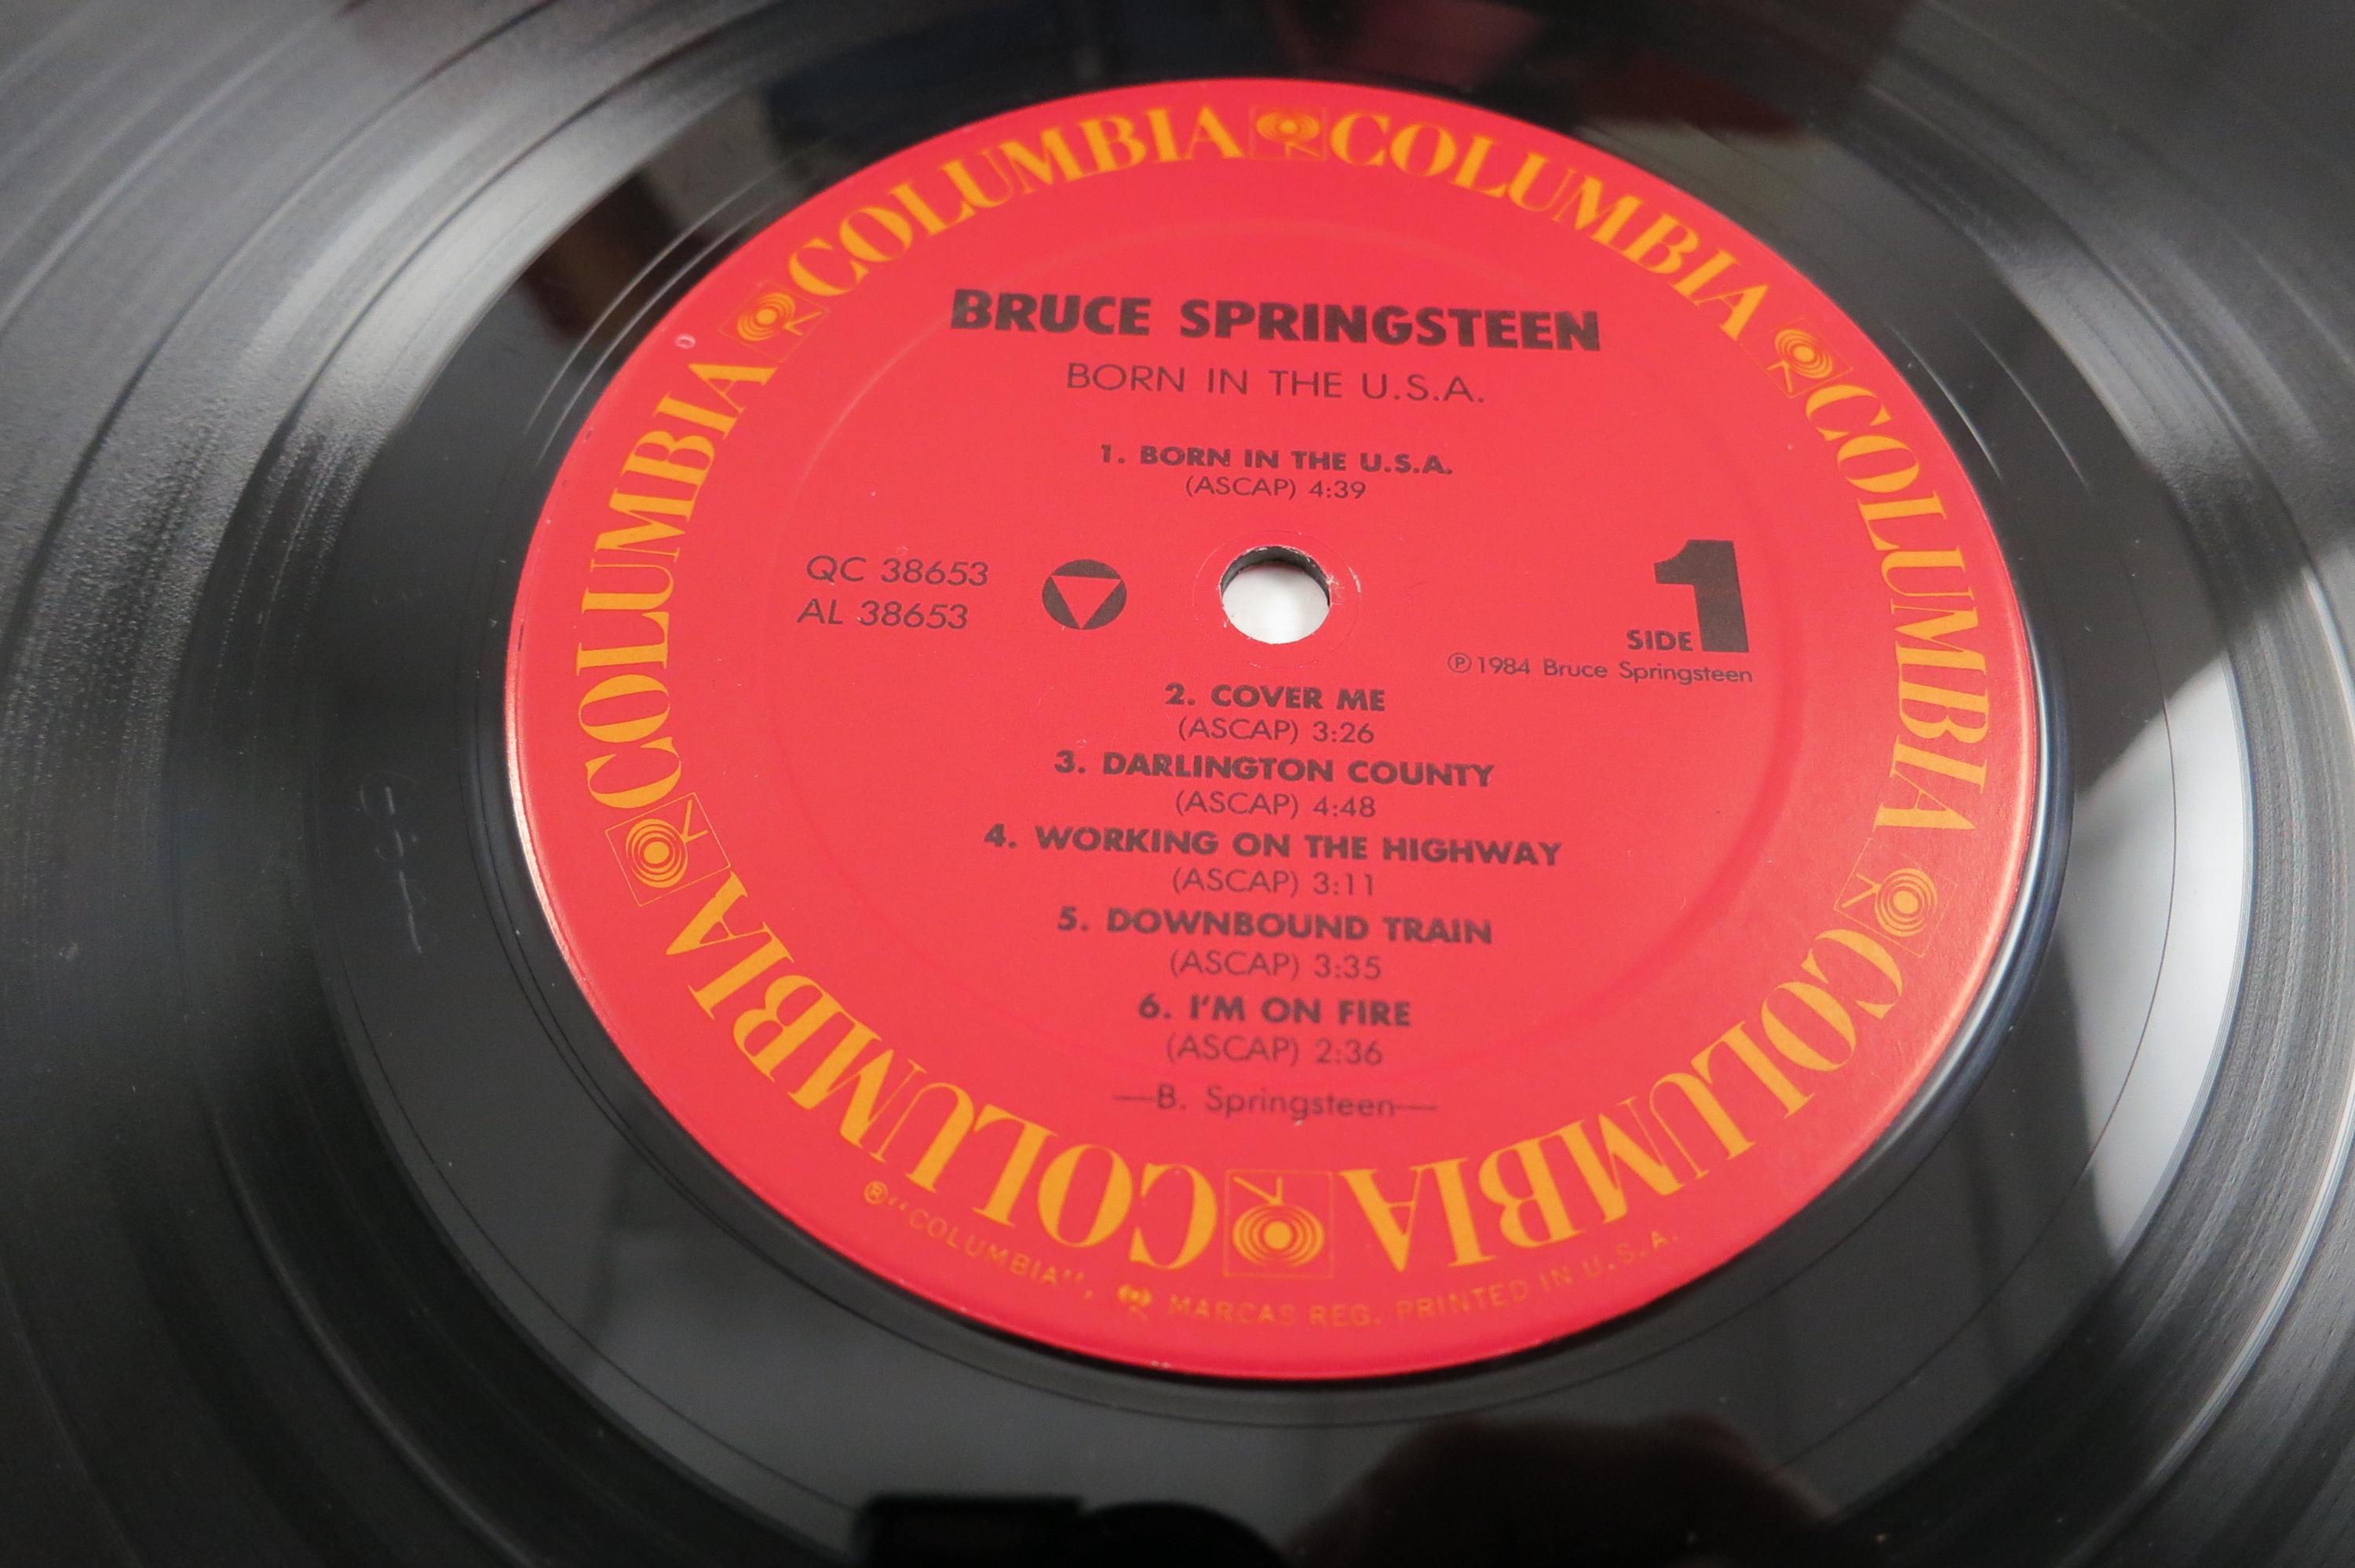 COLUMBIA COLUMBIA COLUMBIA COLUMBIA COLUMBIA COLUMBIA
BRUCE SPRINGSTEEN
BORN IN THE U.S.A.
1. BORN IN THE U.S.A.
(ASCAP) 4:39
QC 38653
AL 38653
SIDE 1
℗ 1984 Bruce Springsteen
2. COVER ME
(ASCAP) 3:26
3. DARLINGTON COUNTY
(ASCAP) 4:48
4. WORKING ON THE HIGHWAY
(ASCAP) 3:11
5. DOWNBOUND TRAIN
(ASCAP) 3:35
6. I'M ON FIRE
(ASCAP) 2:36
—B. Springsteen—
® "COLUMBIA", MARCAS REG. PRINTED IN U.S.A.